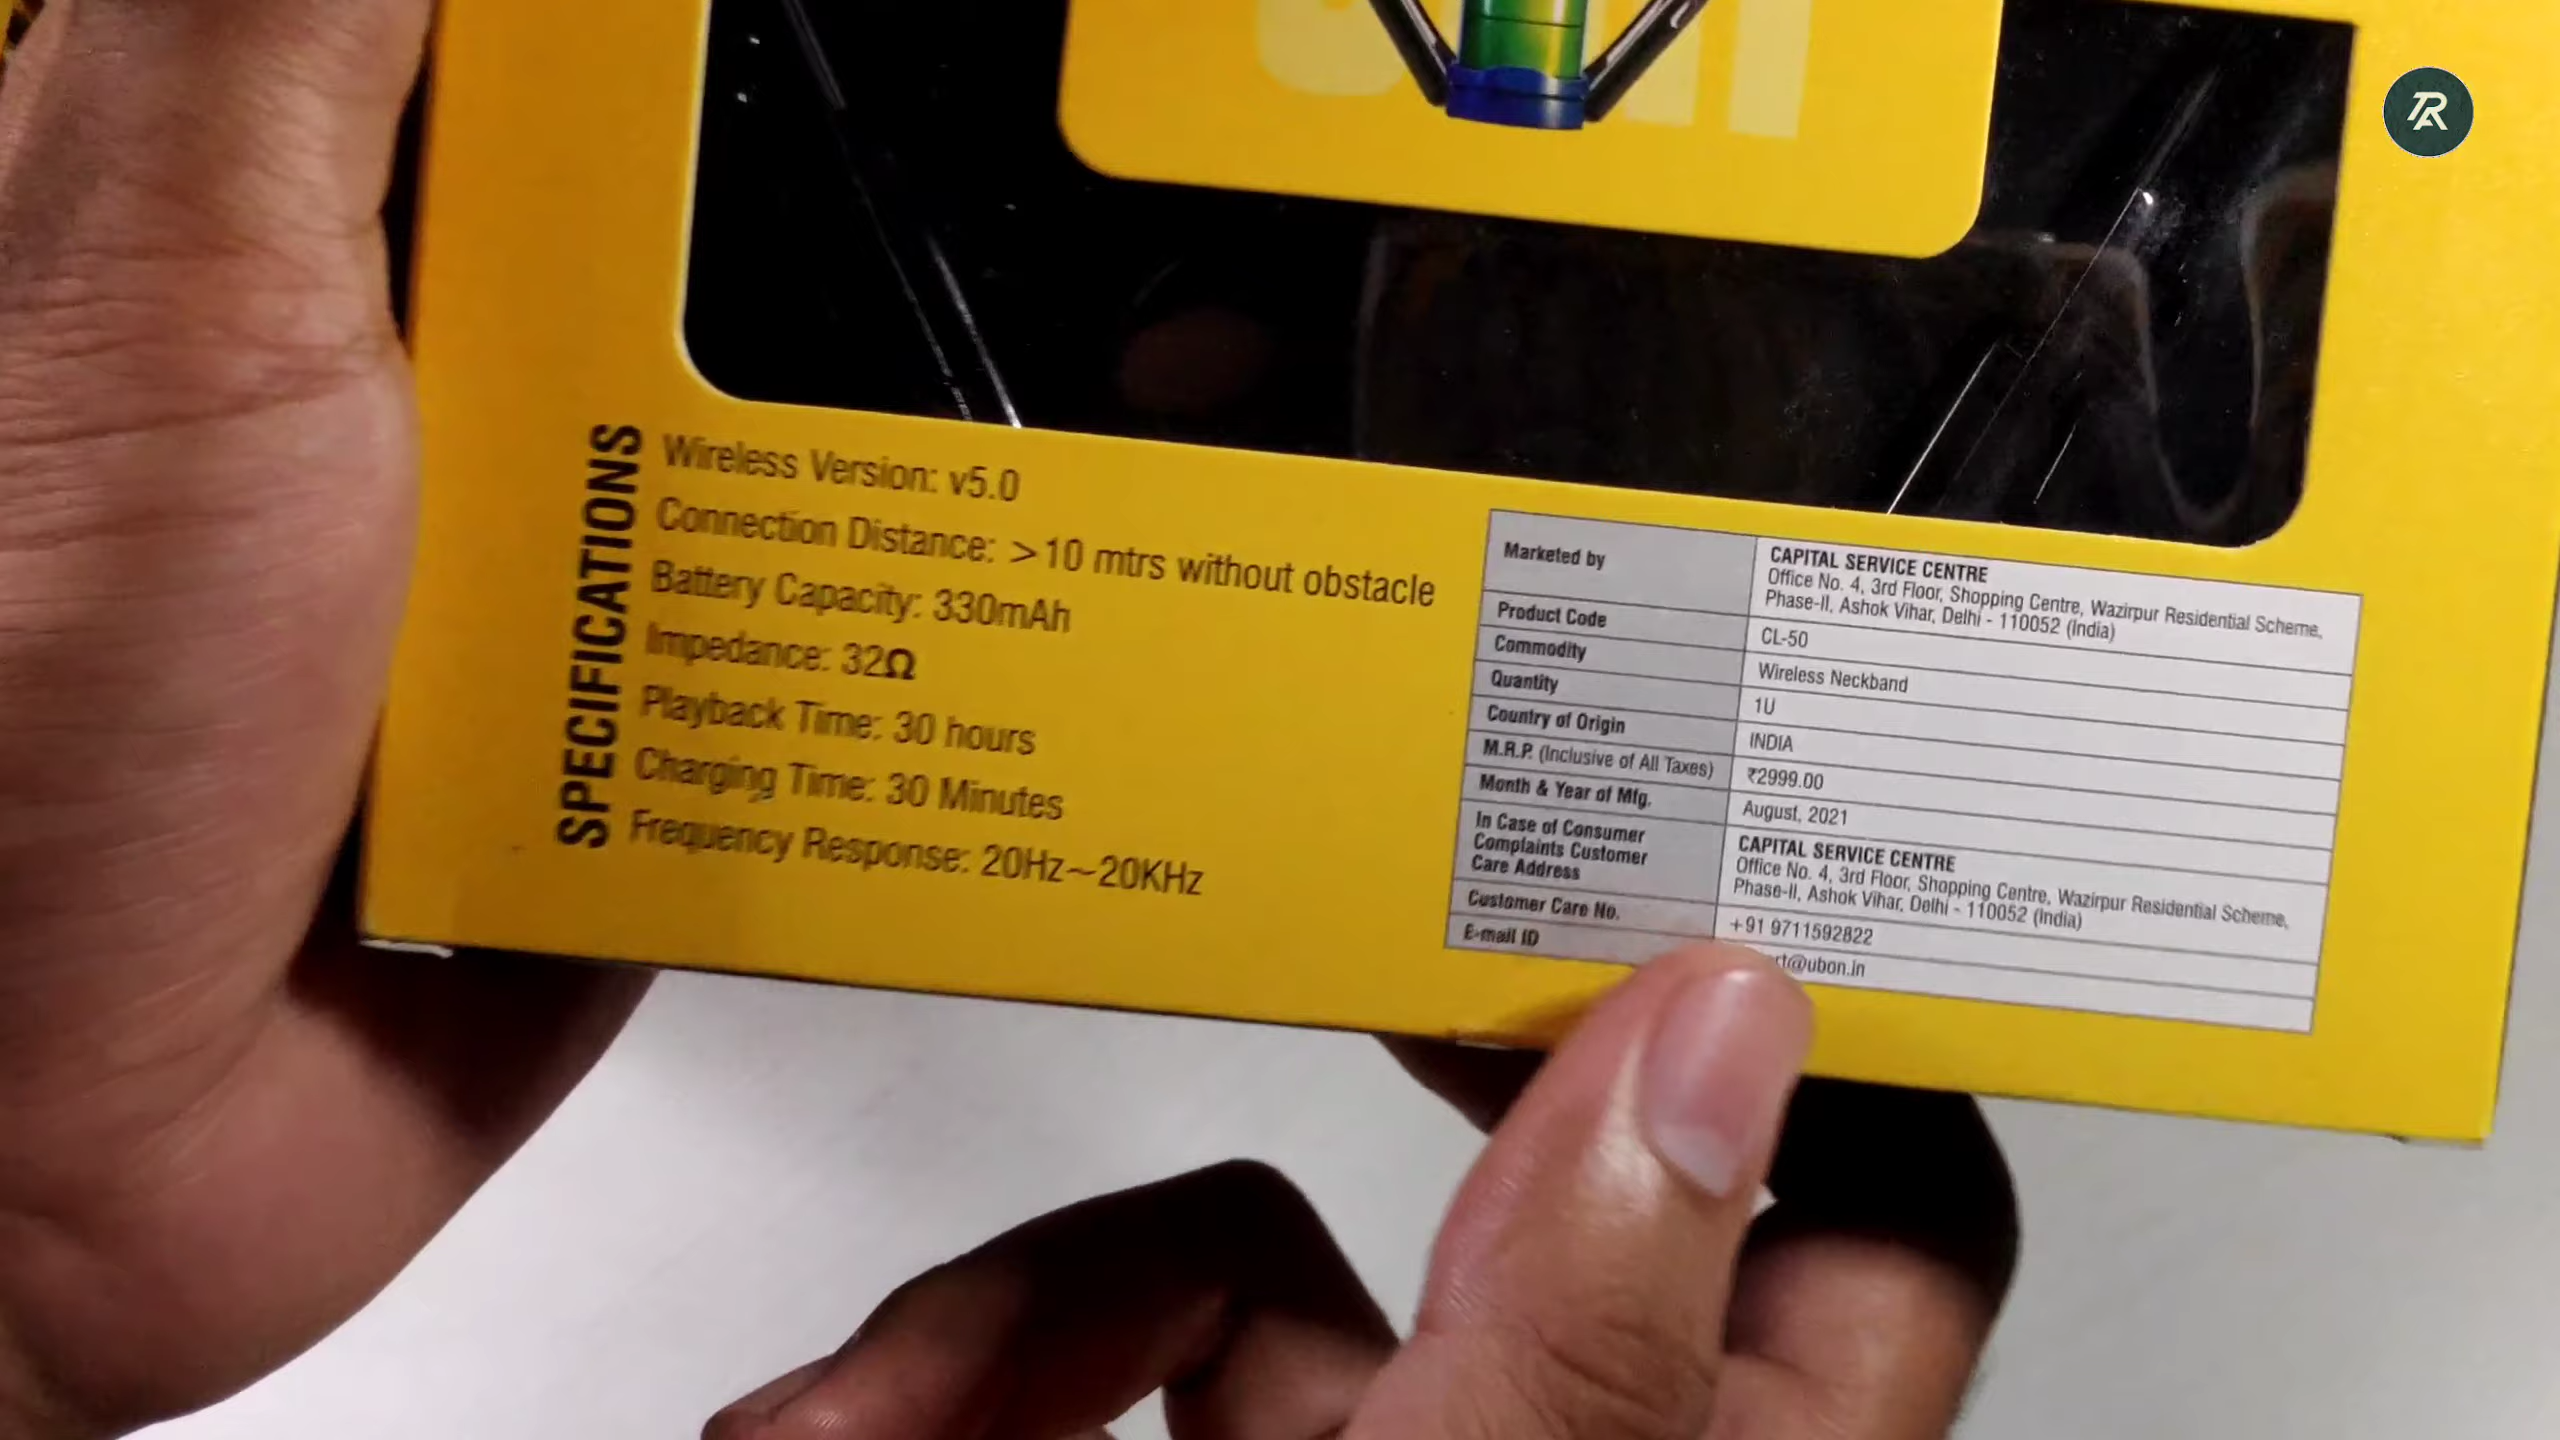 SPECIFICATIONS
Wireless Version: v5.0
Connection Distance: >10 mtrs without obstacle
Battery Capacity: 330mAh
Impedance: 32Ω
Playback Time: 30 hours
Charging Time: 30 Minutes
Frequency Response: 20Hz~20KHz
Marketed by
CAPITAL SERVICE CENTRE
Office No. 4, 3rd Floor, Shopping Centre, Wazirpur Residential Scheme,
Phase-II, Ashok Vihar, Delhi - 110052 (India)
Product Code CL-50
Commodity Wireless Neckband
Quantity 1U
Country of Origin INDIA
M.R.P. (Inclusive of All Taxes) ₹2999.00
Month & Year of Mfg. August, 2021
In Case of Consumer
Complaints Customer
Care Address
CAPITAL SERVICE CENTRE
Office No. 4, 3rd Floor, Shopping Centre, Wazirpur Residential Scheme,
Phase-II, Ashok Vihar, Delhi - 110052 (India)
Customer Care No. +91 9711592822
E-mail ID rt@ubon.in